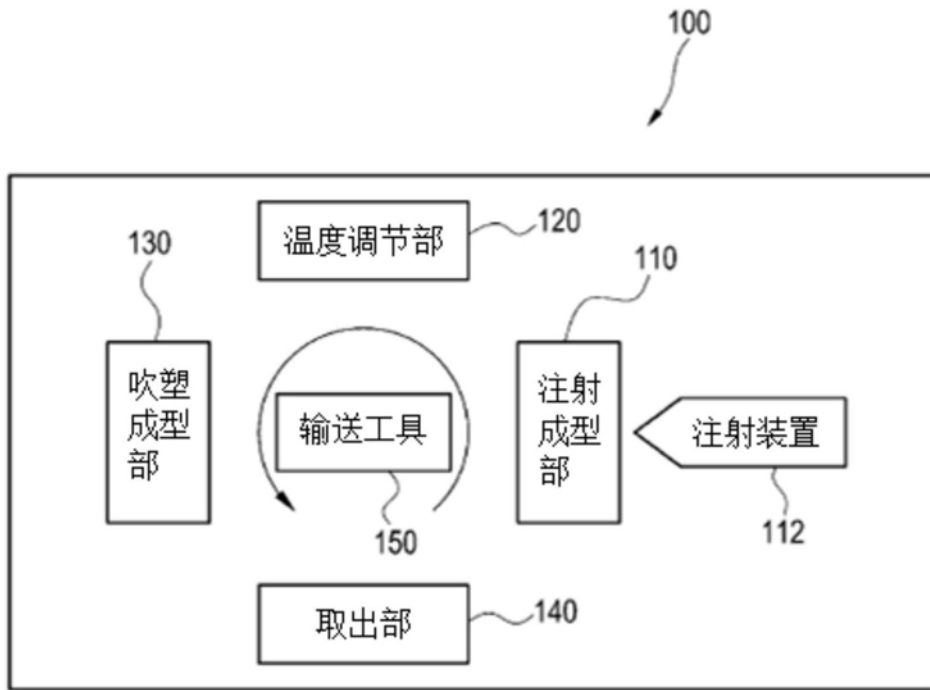 100
温度调节部
120
130
110
吹塑
成型
部
输送工具
注射
成型
部
注射装置
150
112
取出部
140